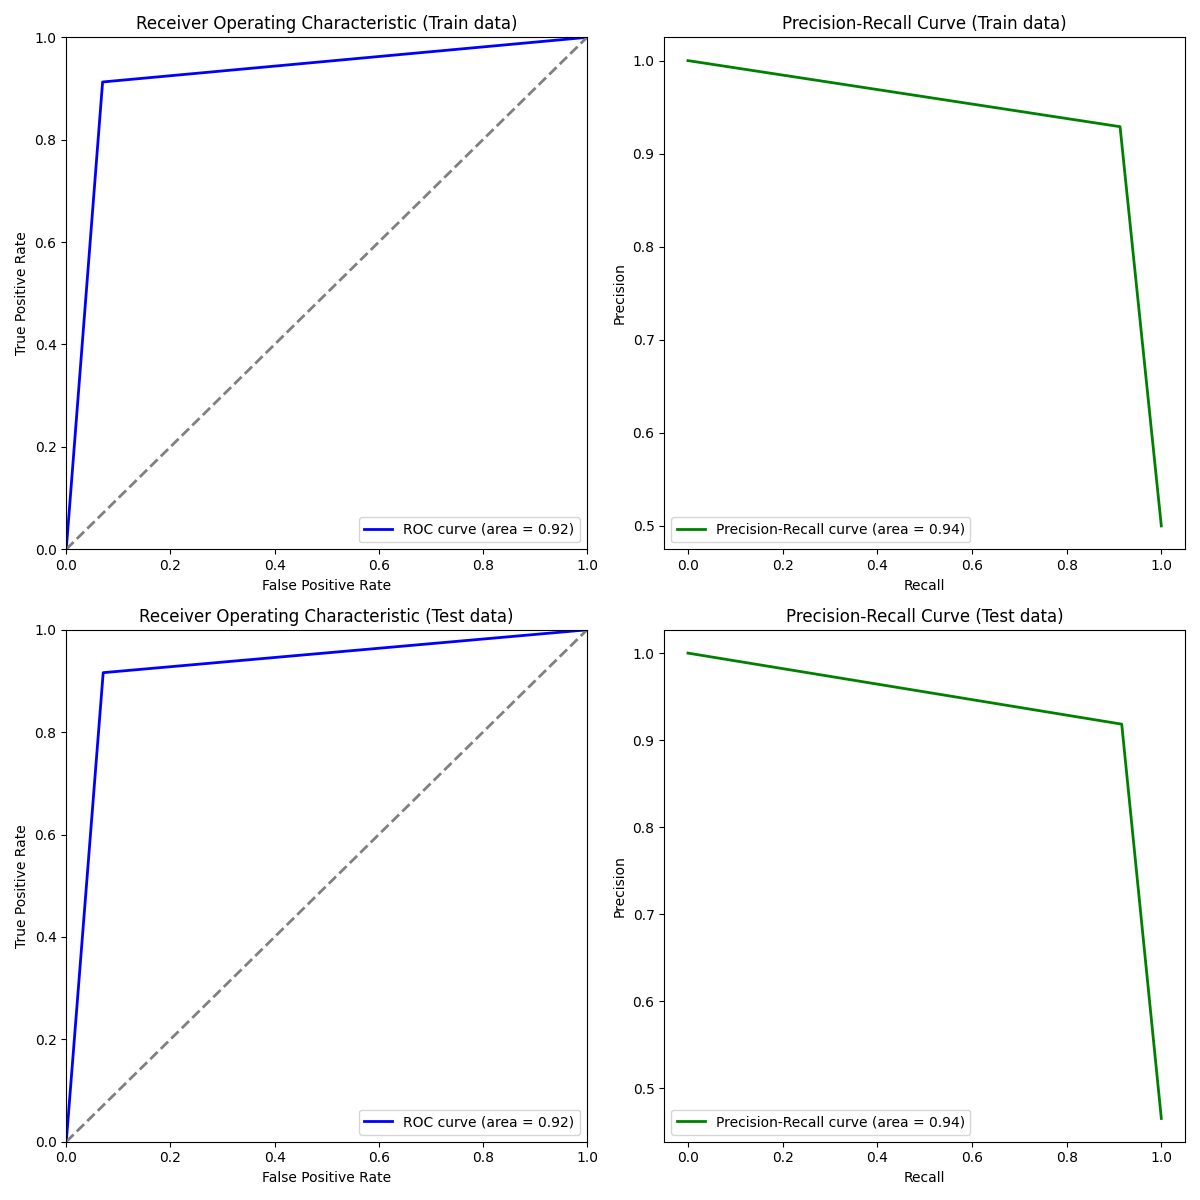 Receiver Operating Characteristic (Train data)
True Positive Rate
1.0
0.8
0.6
0.4
0.2
0.0
ROC curve (area = 0.92)
0.0 0.2 0.4 0.6 0.8 1.0
False Positive Rate
Precision-Recall Curve (Train data)
Precision
1.0
0.9
0.8
0.7
0.6
0.5
Precision-Recall curve (area = 0.94)
0.0 0.2 0.4 0.6 0.8 1.0
Recall
Receiver Operating Characteristic (Test data)
True Positive Rate
1.0
0.8
0.6
0.4
0.2
0.0
ROC curve (area = 0.92)
0.0 0.2 0.4 0.6 0.8 1.0
False Positive Rate
Precision-Recall Curve (Test data)
Precision
1.0
0.9
0.8
0.7
0.6
0.5
Precision-Recall curve (area = 0.94)
0.0 0.2 0.4 0.6 0.8 1.0
Recall